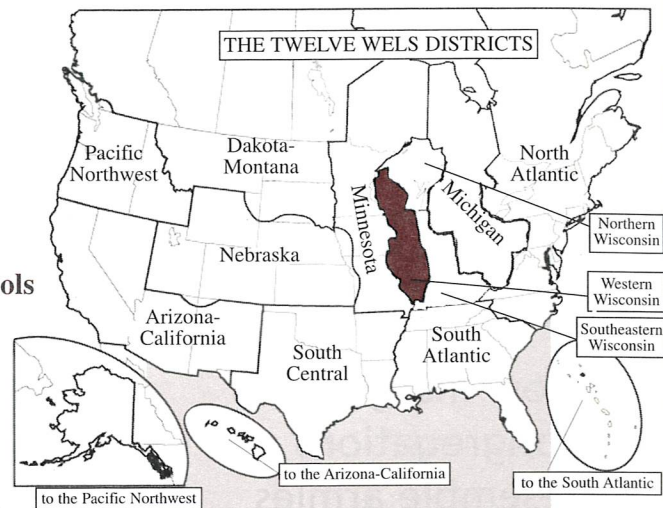 THE TWELVE WELS DISTRICTS
Pacific
Northwest
Dakota-
Montana
Minnesota
Michigan
North
Atlantic
Northern
Wisconsin
Nebraska
ols
Western
Wisconsin
Arizona-
California
South
Central
South
Atlantic
Southeastern
Wisconsin
to the Pacific Northwest
to the Arizona-California
to the South Atlantic